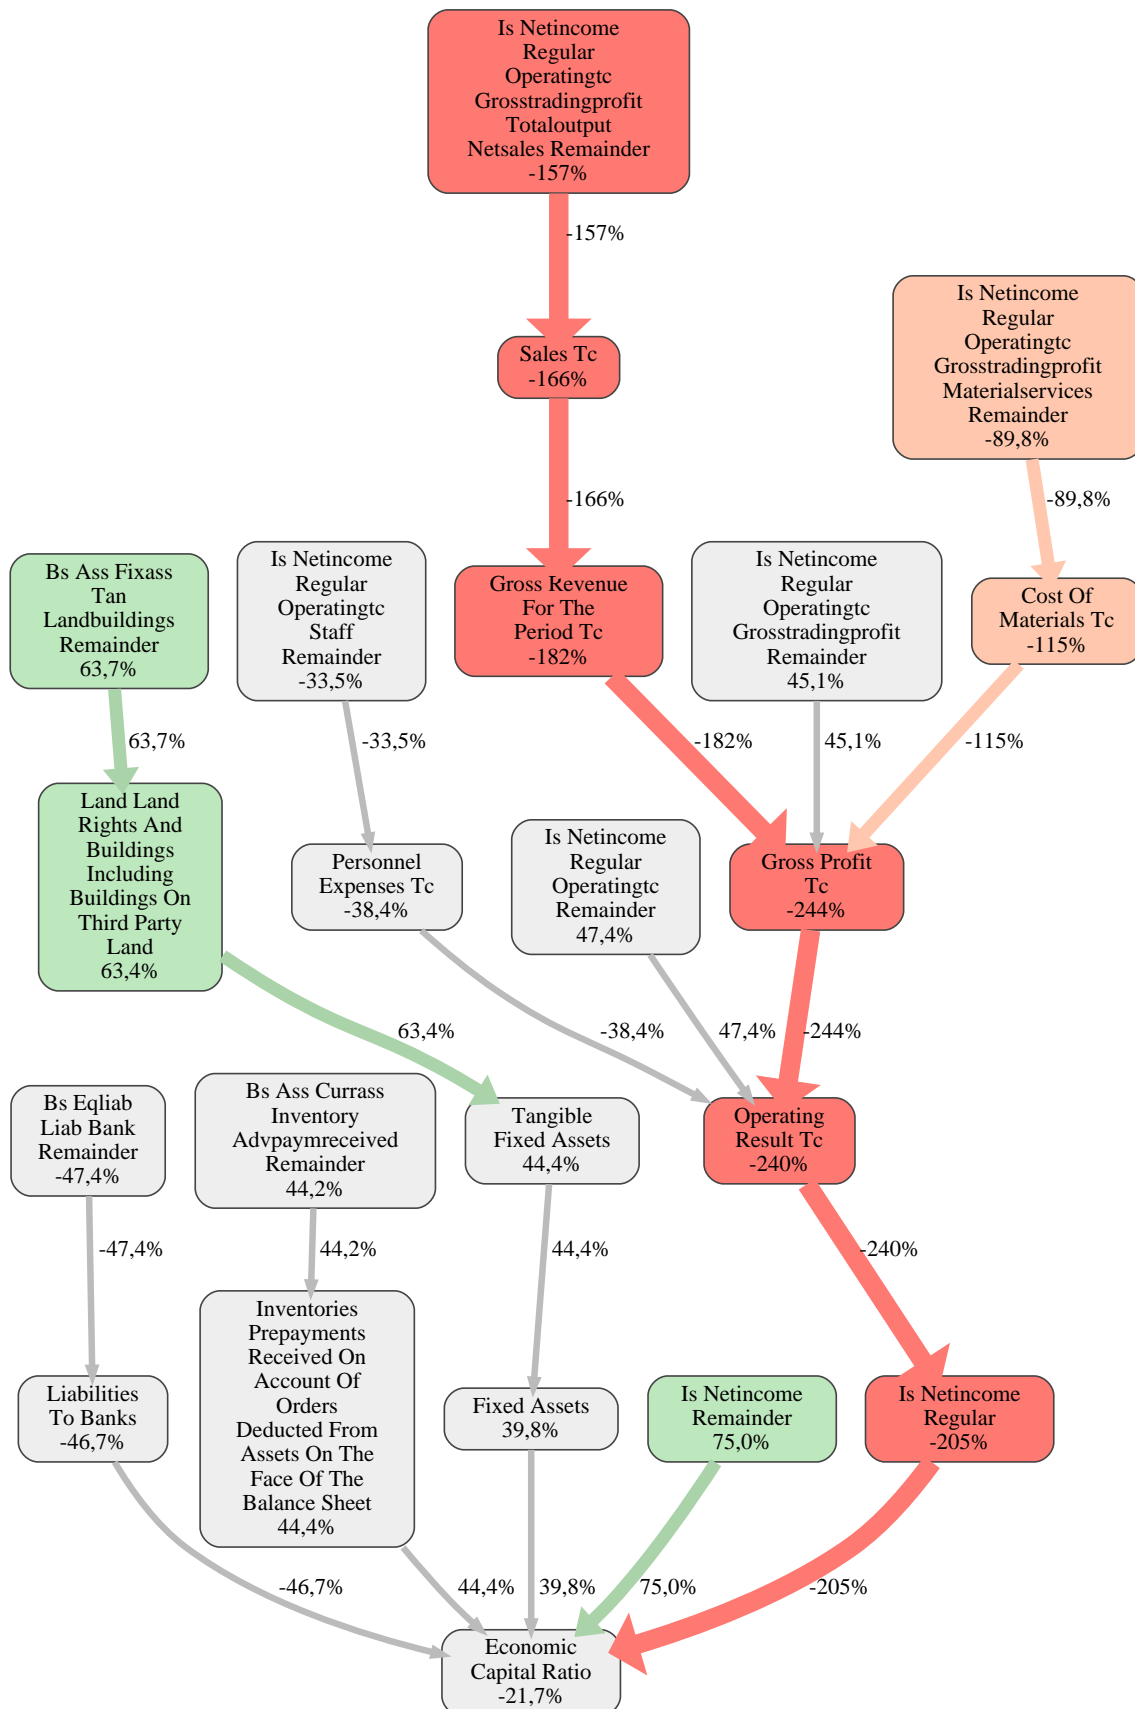 Is Netincome
Regular
Operatingtc
Grosstradingprofit
Totaloutput
Netsales Remainder
-157%
-157%
Is Netincome
Regular
Operatingtc
Grosstradingprofit
Materialservices
Remainder
-89,8%
Sales Tc
-166%
-166%
-89,8%
Bs Ass Fixass
Tan
Landbuildings
Remainder
63,7%
Is Netincome
Regular
Operatingtc
Staff
Remainder
-33,5%
Gross Revenue
For The
Period Tc
-182%
Is Netincome
Regular
Operatingtc
Grosstradingprofit
Remainder
45,1%
Cost Of
Materials Tc
-115%
63,7%
-33,5%
-182%
45,1%
-115%
Land Land
Rights And
Buildings
Including
Buildings On
Third Party
Land
63,4%
Personnel
Expenses Tc
-38,4%
Is Netincome
Regular
Operatingtc
Remainder
47,4%
Gross Profit
Tc
-244%
63,4%
-38,4%
47,4%
-244%
Bs Eqliab
Liab Bank
Remainder
-47,4%
Bs Ass Currass
Inventory
Advpaymreceived
Remainder
44,2%
Tangible
Fixed Assets
44,4%
Operating
Result Tc
-240%
-47,4%
44,2%
44,4%
-240%
Liabilities
To Banks
-46,7%
Inventories
Prepayments
Received On
Account Of
Orders
Deducted From
Assets On The
Face Of The
Balance Sheet
44,4%
Fixed Assets
39,8%
Is Netincome
Remainder
75,0%
Is Netincome
Regular
-205%
-46,7%
44,4%
39,8%
75,0%
-205%
Economic
Capital Ratio
-21,7%